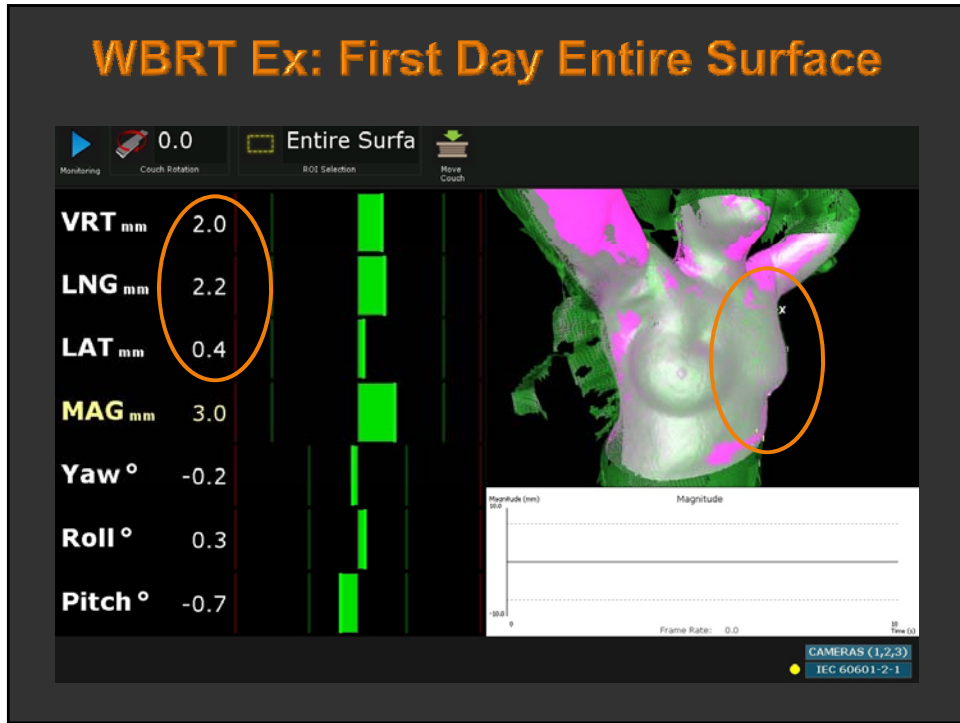 WBRT Ex: First Day Entire Surface
0.0
Entire Surfa
Monitoring
Couch Rotation
ROI Selection
Move
Couch
VRT mm 2.0
LNG mm 2.2
LAT mm 0.4
MAG mm 3.0
Yaw ° -0.2
Roll ° 0.3
Pitch ° -0.7
X
Magnitude (mm)
Magnitude
10.0
-10.0
0
10
Frame Rate: 0.0
Time (s)
CAMERAS (1,2,3)
IEC 60601-2-1